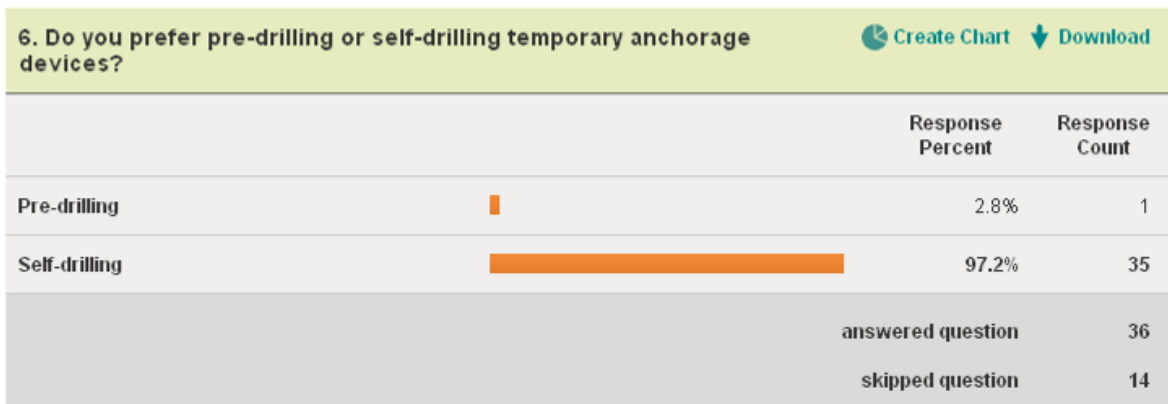 6. Do you prefer pre-drilling or self-drilling temporary anchorage
devices?
Create Chart Download
Response
Percent
Response
Count
Pre-drilling 2.8% 1
Self-drilling 97.2% 35
answered question 36
skipped question 14